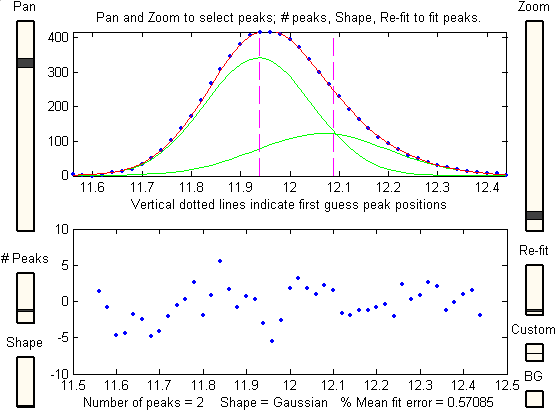 Pan
Pan and Zoom to select peaks; # peaks, Shape, Re-fit to fit peaks.
Zoom
400
300
200
100
0
11.6 11.7 11.8 11.9 12 12.1 12.2 12.3 12.4
Vertical dotted lines indicate first guess peak positions
# Peaks
Shape
10
5
0
-5
-10
11.5 11.6 11.7 11.8 11.9 12 12.1 12.2 12.3 12.4 12.5
Re-fit
Custom
BG
Number of peaks = 2 Shape = Gaussian % Mean fit error = 0.57085